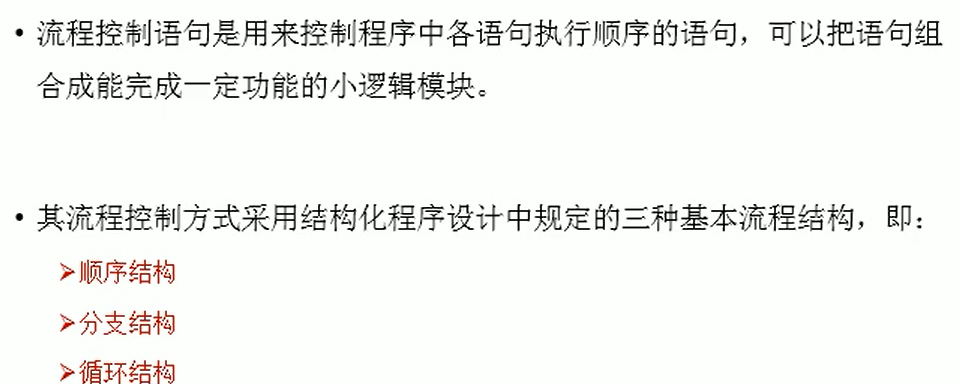 • 流程控制语句是用来控制程序中各语句执行顺序的语句，可以把语句组
合成能完成一定功能的小逻辑模块。
• 其流程控制方式采用结构化程序设计中规定的三种基本流程结构，即：
➢顺序结构
➢分支结构
➢循环结构